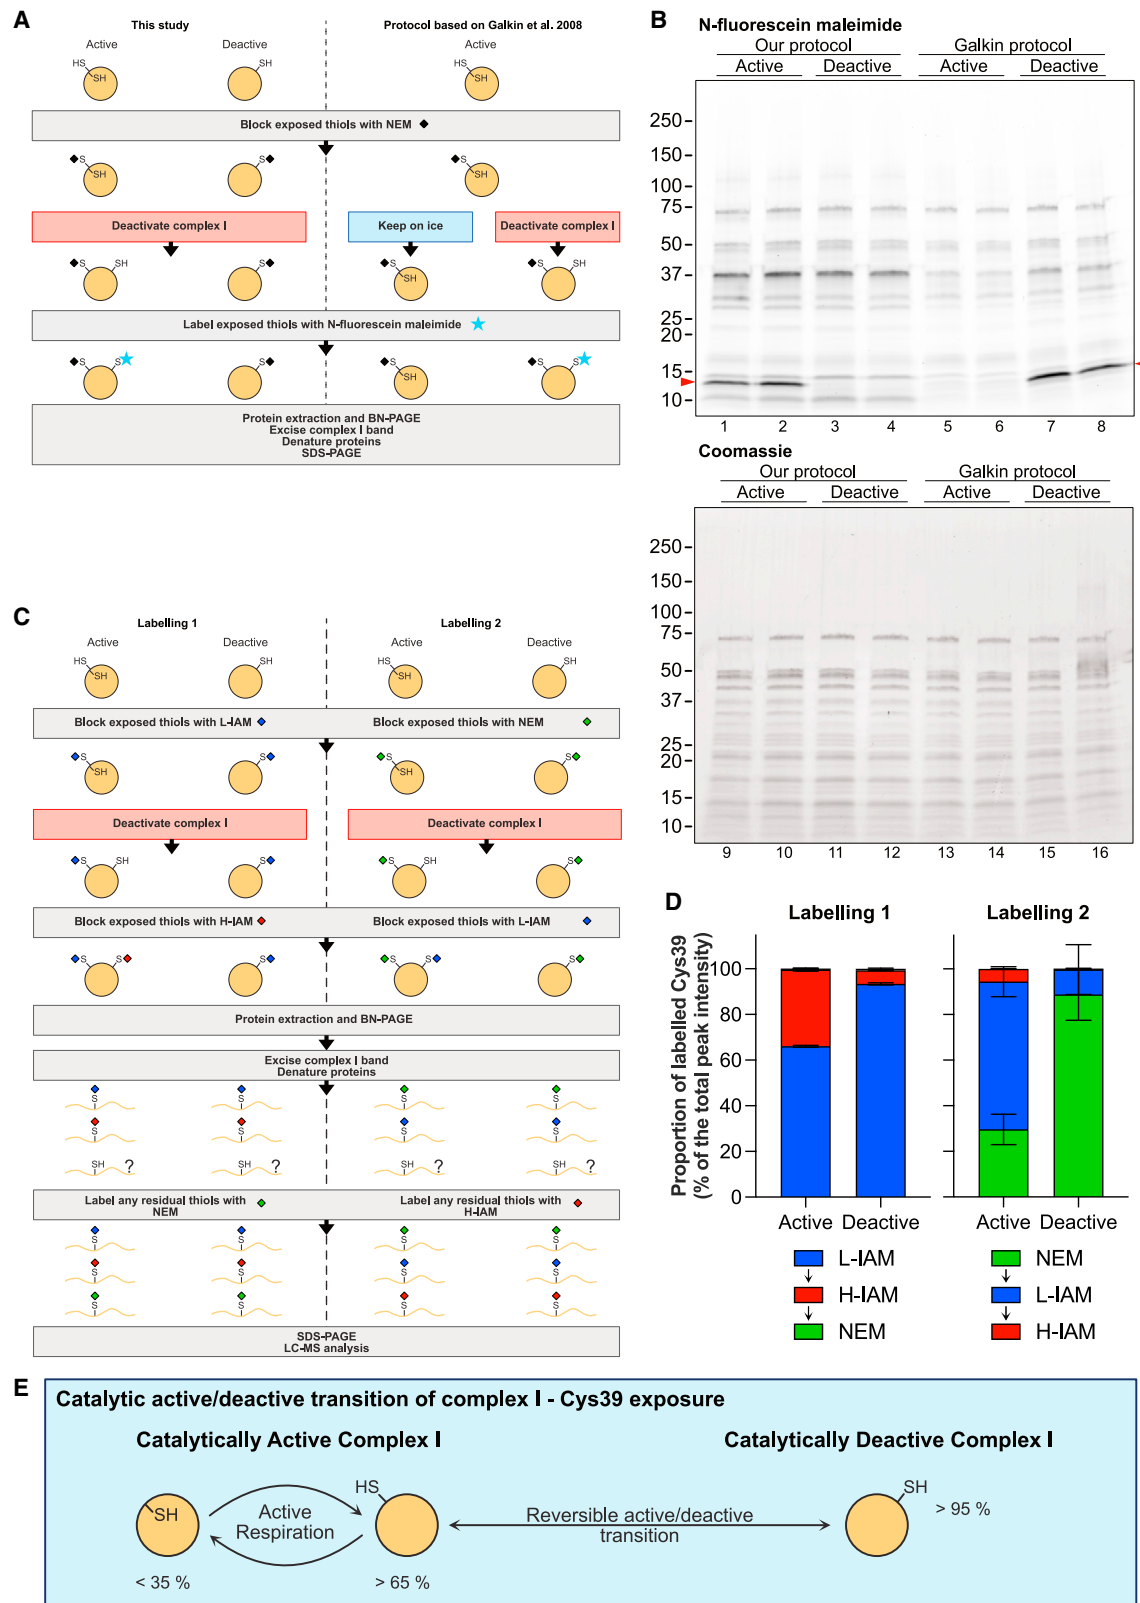 A
This study
Protocol based on Galkin et al. 2008
Active
Deactive
Active
HS
SH
SH
HS
SH
Block exposed thiols with NEM
S
SH
S
S
SH
Deactivate complex I
Keep on ice
Deactivate complex I
S
SH
S
S
SH
S
SH
Label exposed thiols with N-fluorescein maleimide
S
S
S
S
SH
S
S
Protein extraction and BN-PAGE
Excise complex I band
Denature proteins
SDS-PAGE
B
N-fluorescein maleimide
Our protocol
Galkin protocol
Active
Deactive
Active
Deactive
250
150
100
75
50
37
25
20
15
10
1 2 3 4 5 6 7 8
Coomassie
Our protocol
Galkin protocol
Active
Deactive
Active
Deactive
250
150
100
75
50
37
25
20
15
10
9 10 11 12 13 14 15 16
C
Labelling 1
Labelling 2
Active
Deactive
Active
Deactive
HS
SH
SH
HS
SH
SH
Block exposed thiols with L-IAM
Block exposed thiols with NEM
S
SH
S
S
SH
S
Deactivate complex I
Deactivate complex I
S
SH
S
S
SH
S
Block exposed thiols with H-IAM
Block exposed thiols with L-IAM
S
S
S
S
S
S
Protein extraction and BN-PAGE
Excise complex I band
Denature proteins
S S S S
S S S S
SH ? SH ? SH ? SH ?
Label any residual thiols with
NEM
Label any residual thiols with
H-IAM
S S S S
S S S S
S S S S
SDS-PAGE
LC-MS analysis
D
Labelling 1
Labelling 2
Proportion of labelled Cys39
(% of the total peak intensity)
100
80
60
40
20
0
Active
Deactive
Active
Deactive
L-IAM
H-IAM
NEM
NEM
L-IAM
H-IAM
E
Catalytic active/deactive transition of complex I - Cys39 exposure
Catalytically Active Complex I
Catalytically Deactive Complex I
SH
Active
Respiration
HS
Reversible active/deactive
transition
SH
> 95 %
< 35 %
> 65 %